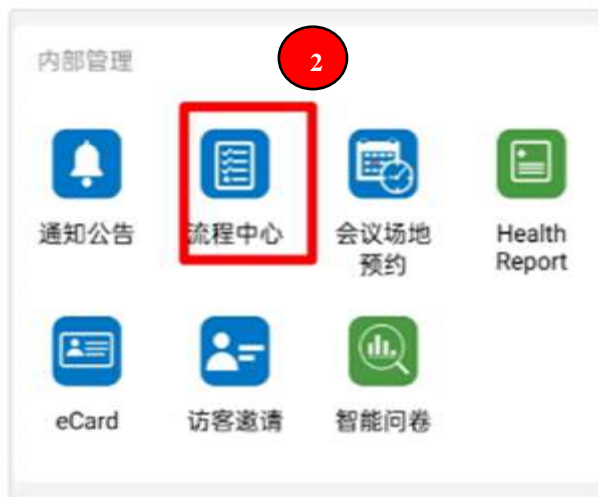 内部管理
2
通知公告
流程中心
会议场地
预约
Health
Report
eCard
访客邀请
智能问卷